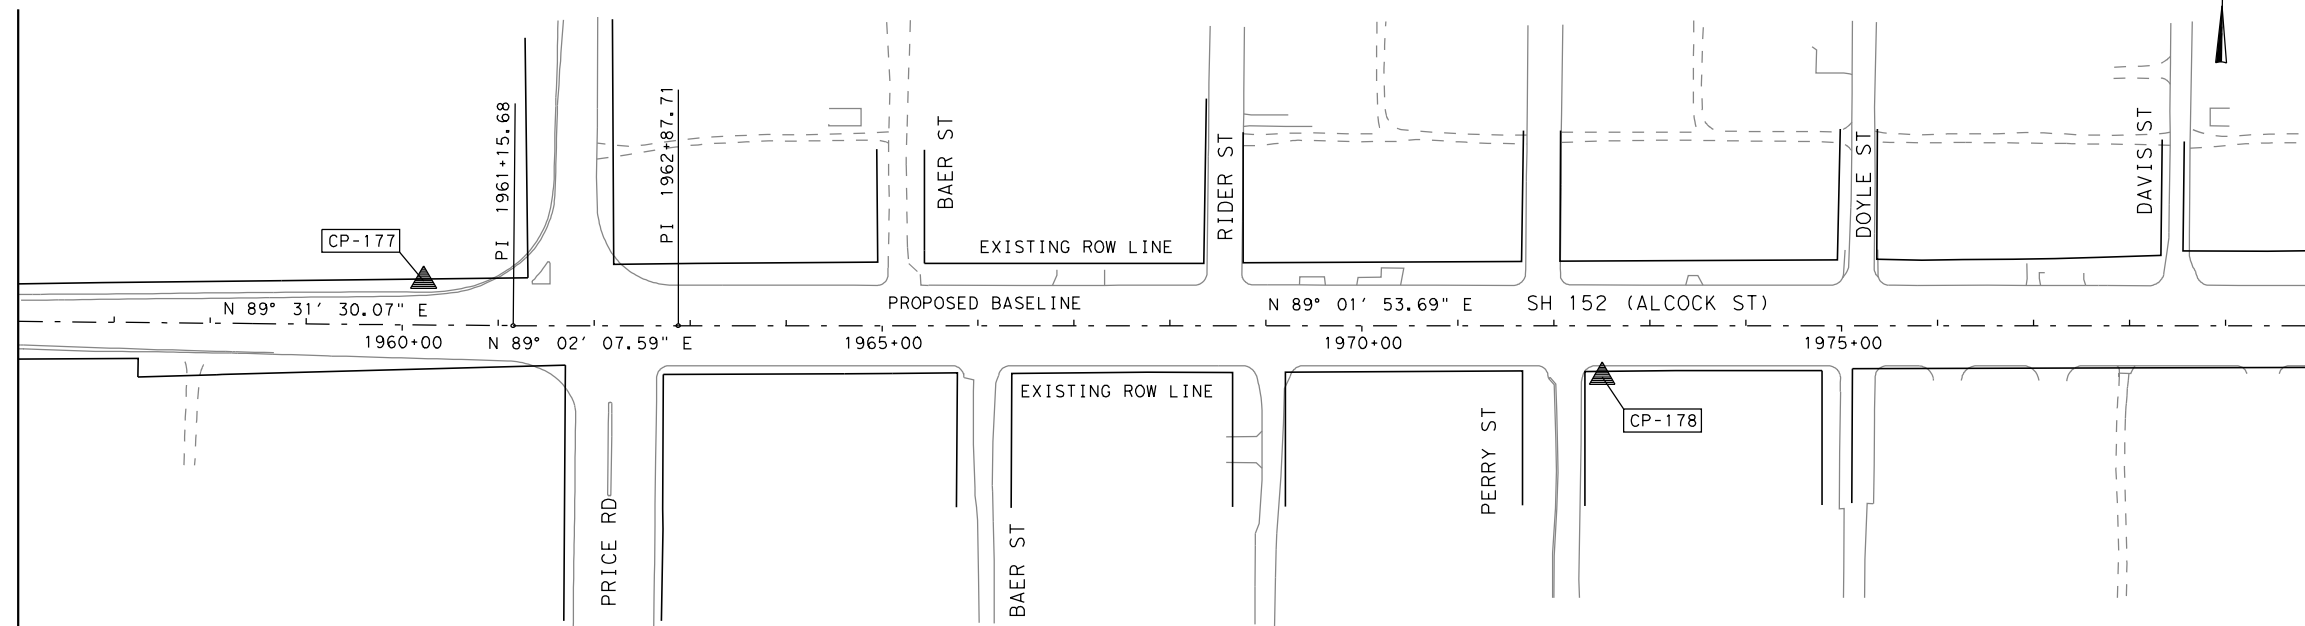 PI 1961+15.68
PI 1962+87.71
BAER ST
RIDER ST
DOYLE ST
DAVIS ST
CP-177
EXISTING ROW LINE
N 89° 31' 30.07" E
PROPOSED BASELINE
N 89° 01' 53.69" E
SH 152 (ALCOCK ST)
1960+00
N 89° 02' 07.59" E
1965+00
1970+00
1975+00
EXISTING ROW LINE
CP-178
PERRY ST
PRICE RD
BAER ST